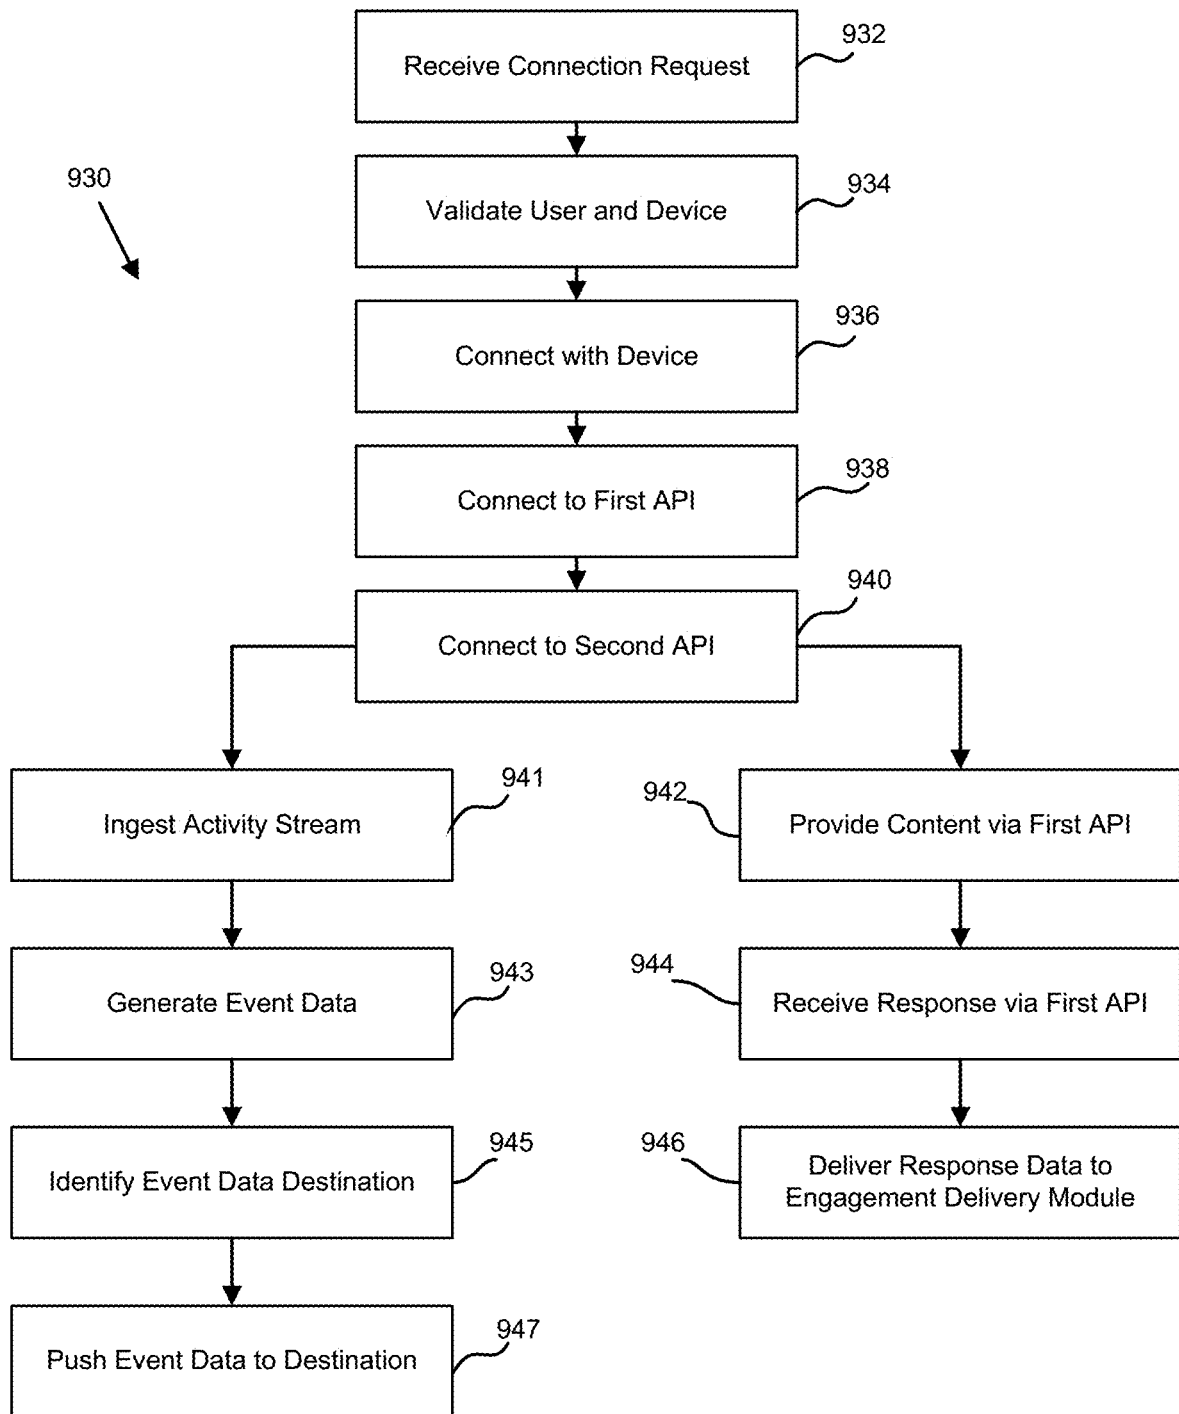 Receive Connection Request
932
930
Validate User and Device
934
Connect with Device
936
Connect to First API
938
Connect to Second API
940
Ingest Activity Stream
941
942
Provide Content via First API
Generate Event Data
943
944
Receive Response via First API
Identify Event Data Destination
945
946
Deliver Response Data to
Engagement Delivery Module
Push Event Data to Destination
947